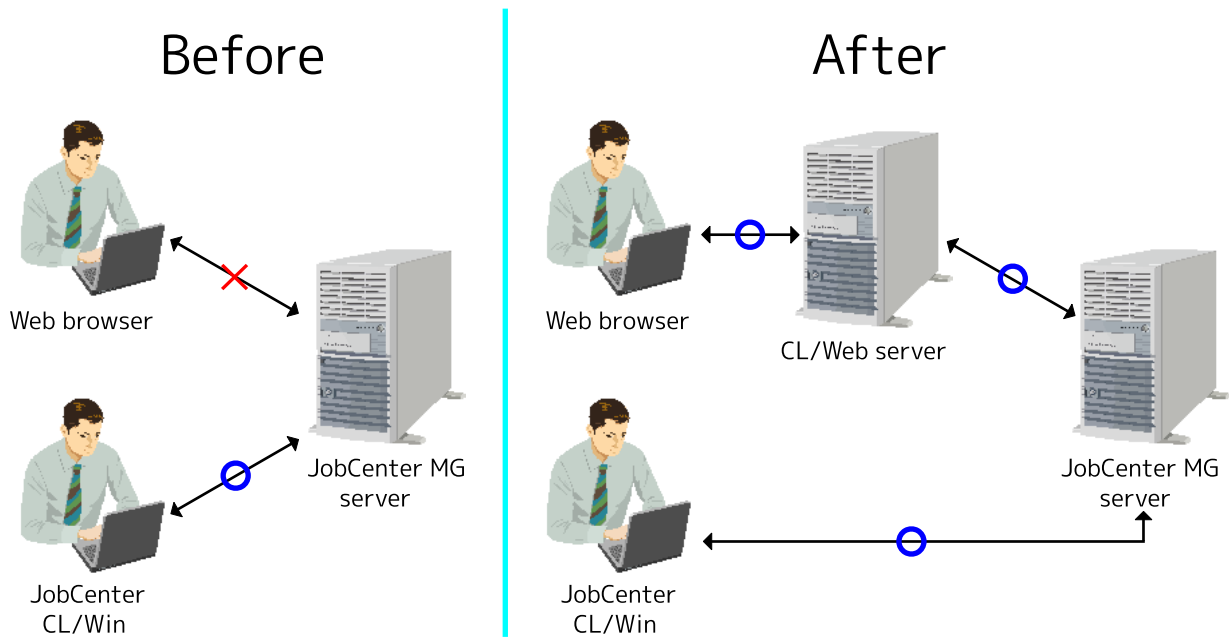 Before
Web browser
JobCenter MG
server
JobCenter
CL/Win
After
Web browser
CL/Web server
JobCenter MG
server
JobCenter
CL/Win